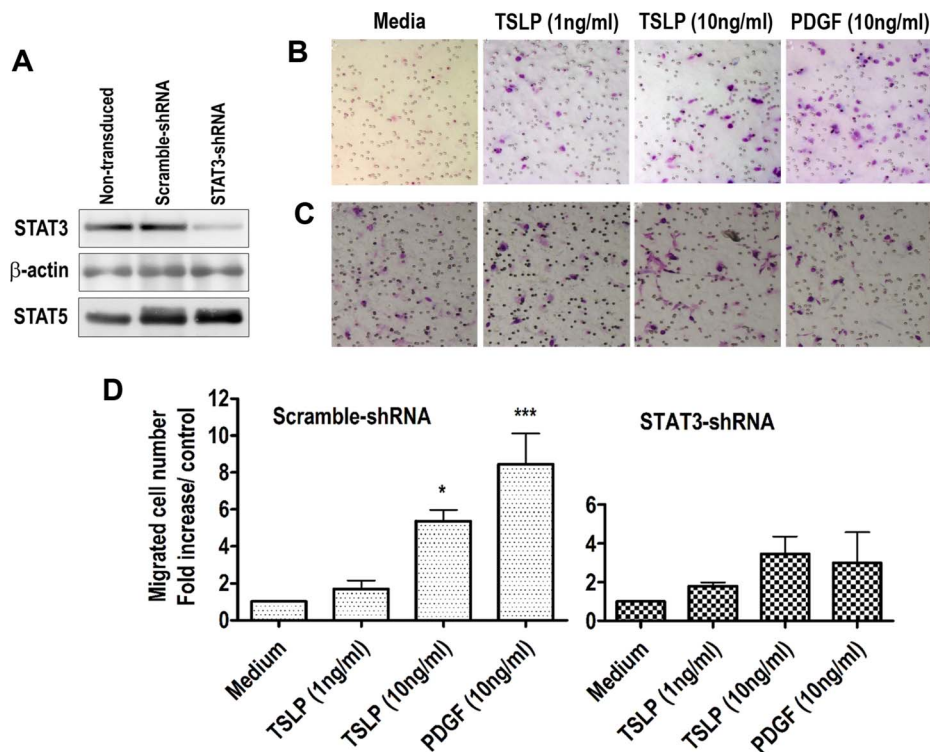 A
Non-transduced
Scramble-shRNA
STAT3-shRNA
STAT3
β-actin
STAT5
Media
TSLP (1ng/ml)
TSLP (10ng/ml)
PDGF (10ng/ml)
B
C
D
Migrated cell number
Fold increase/ control
12
10
8
6
4
2
0
Scramble-shRNA
*
***
Medium
TSLP (1ng/ml)
TSLP (10ng/ml)
PDGF (10ng/ml)
STAT3-shRNA
6
4
2
0
Medium
TSLP (1ng/ml)
TSLP (10ng/ml)
PDGF (10ng/ml)